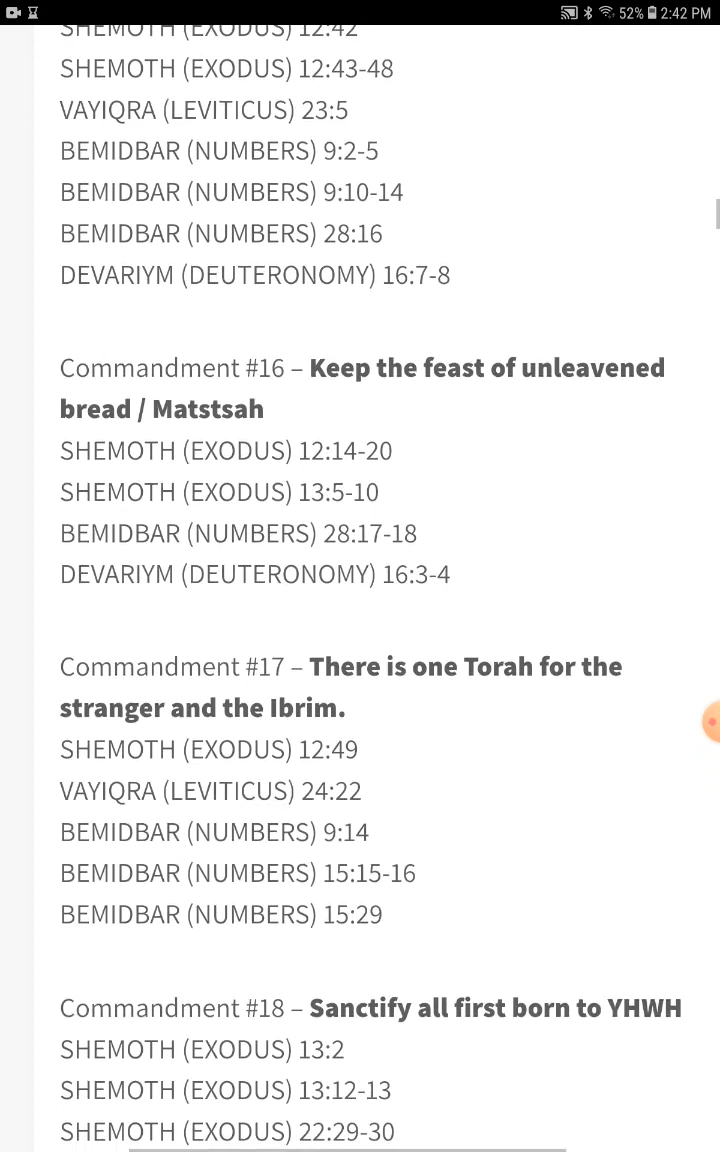 52% 2:42 PM
SHEMOTH (EXODUS) 12:42
SHEMOTH (EXODUS) 12:43-48
VAYIQRA (LEVITICUS) 23:5
BEMIDBAR (NUMBERS) 9:2-5
BEMIDBAR (NUMBERS) 9:10-14
BEMIDBAR (NUMBERS) 28:16
DEVARIYM (DEUTERONOMY) 16:7-8
Commandment #16 – Keep the feast of unleavened
bread / Matstsah
SHEMOTH (EXODUS) 12:14-20
SHEMOTH (EXODUS) 13:5-10
BEMIDBAR (NUMBERS) 28:17-18
DEVARIYM (DEUTERONOMY) 16:3-4
Commandment #17 – There is one Torah for the
stranger and the Ibrim.
SHEMOTH (EXODUS) 12:49
VAYIQRA (LEVITICUS) 24:22
BEMIDBAR (NUMBERS) 9:14
BEMIDBAR (NUMBERS) 15:15-16
BEMIDBAR (NUMBERS) 15:29
Commandment #18 – Sanctify all first born to YHWH
SHEMOTH (EXODUS) 13:2
SHEMOTH (EXODUS) 13:12-13
SHEMOTH (EXODUS) 22:29-30